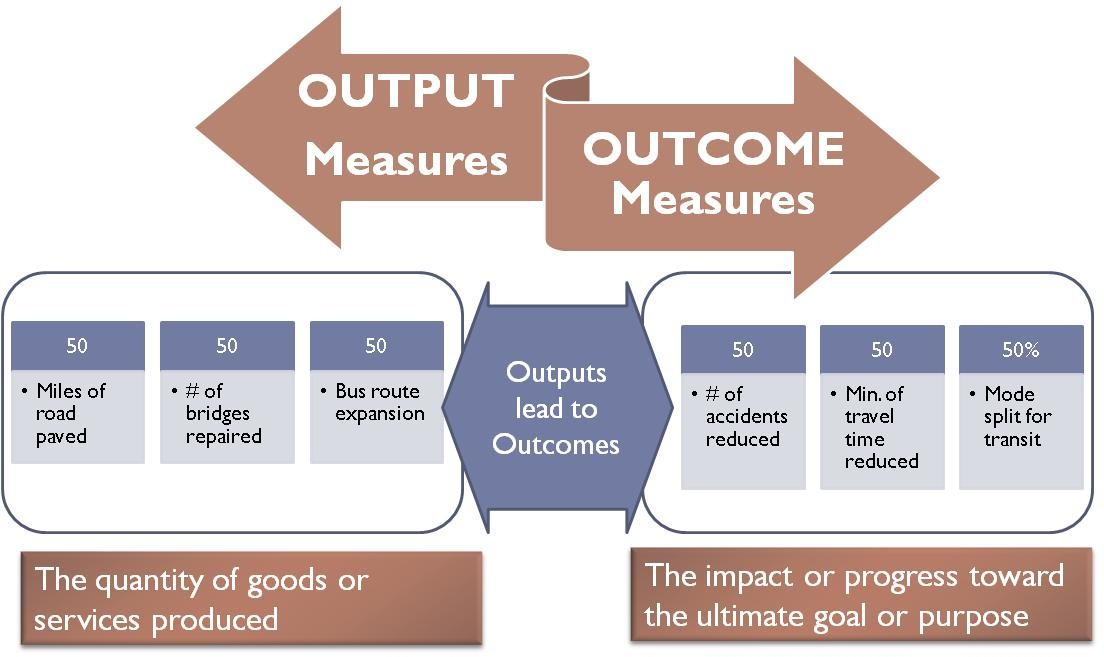 OUTPUT
Measures
OUTCOME
Measures
50
• Miles of
road
paved
50
• # of
bridges
repaired
50
• Bus route
expansion
Outputs
lead to
Outcomes
50
• # of
accidents
reduced
50
• Min. of
travel
time
reduced
50%
• Mode
split for
transit
The quantity of goods or
services produced
The impact or progress toward
the ultimate goal or purpose